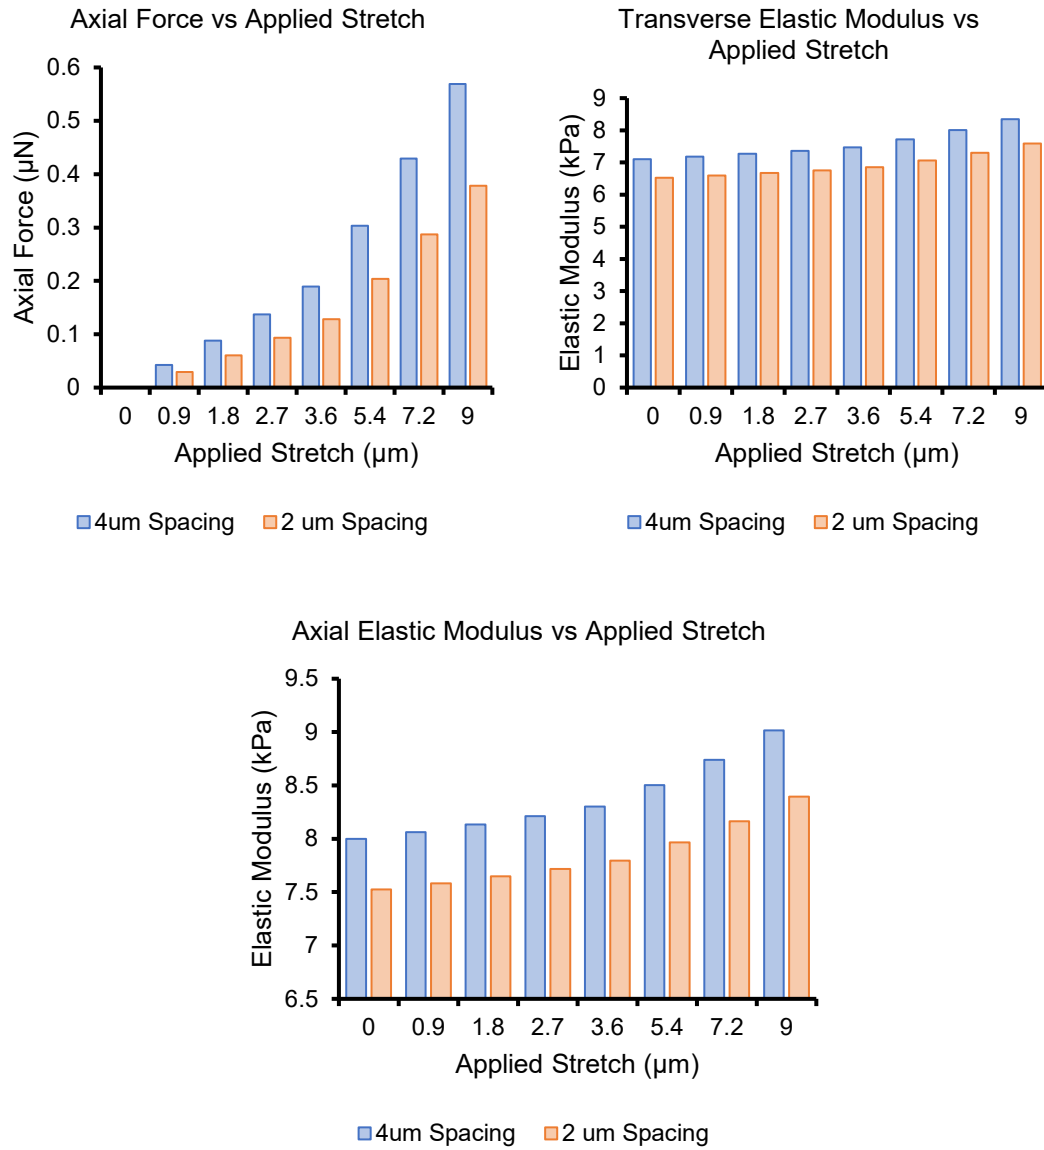 Axial Force vs Applied Stretch
0.6
0.5
0.4
0.3
0.2
0.1
0
Axial Force (μN)
0 0.9 1.8 2.7 3.6 5.4 7.2 9
Applied Stretch (μm)
4um Spacing 2 um Spacing
Transverse Elastic Modulus vs
Applied Stretch
9
8
7
6
5
4
3
2
1
0
Elastic Modulus (kPa)
0 0.9 1.8 2.7 3.6 5.4 7.2 9
Applied Stretch (μm)
4um Spacing 2 um Spacing
Axial Elastic Modulus vs Applied Stretch
9.5
9
8.5
8
7.5
7
6.5
Elastic Modulus (kPa)
0 0.9 1.8 2.7 3.6 5.4 7.2 9
Applied Stretch (μm)
4um Spacing 2 um Spacing